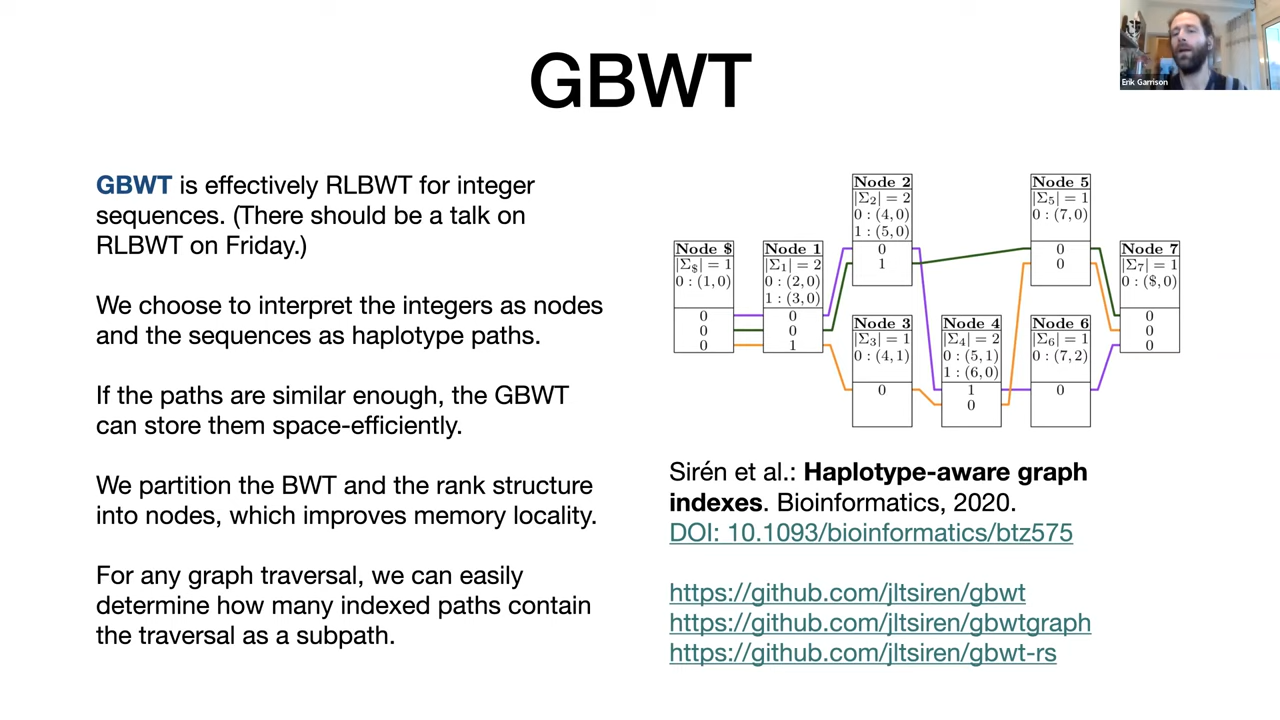 GBWT
Erik Garrison
GBWT is effectively RLBWT for integer
sequences. (There should be a talk on
RLBWT on Friday.)
We choose to interpret the integers as nodes
and the sequences as haplotype paths.
If the paths are similar enough, the GBWT
can store them space-efficiently.
We partition the BWT and the rank structure
into nodes, which improves memory locality.
For any graph traversal, we can easily
determine how many indexed paths contain
the traversal as a subpath.
Node $
|Σ$| = 1
0 : (1, 0)
0
0
0
Node 1
|Σ1| = 2
0 : (2, 0)
1 : (3, 0)
0
0
1
Node 2
|Σ2| = 2
0 : (4, 0)
1 : (5, 0)
0
1
Node 3
|Σ3| = 1
0 : (4, 1)
0
Node 4
|Σ4| = 2
0 : (5, 1)
1 : (6, 0)
1
0
Node 5
|Σ5| = 1
0 : (7, 0)
0
0
Node 6
|Σ6| = 1
0 : (7, 2)
0
Node 7
|Σ7| = 1
0 : ($, 0)
0
0
0
Sirén et al.: Haplotype-aware graph
indexes. Bioinformatics, 2020.
DOI: 10.1093/bioinformatics/btz575
https://github.com/jltsiren/gbwt
https://github.com/jltsiren/gbwtgraph
https://github.com/jltsiren/gbwt-rs